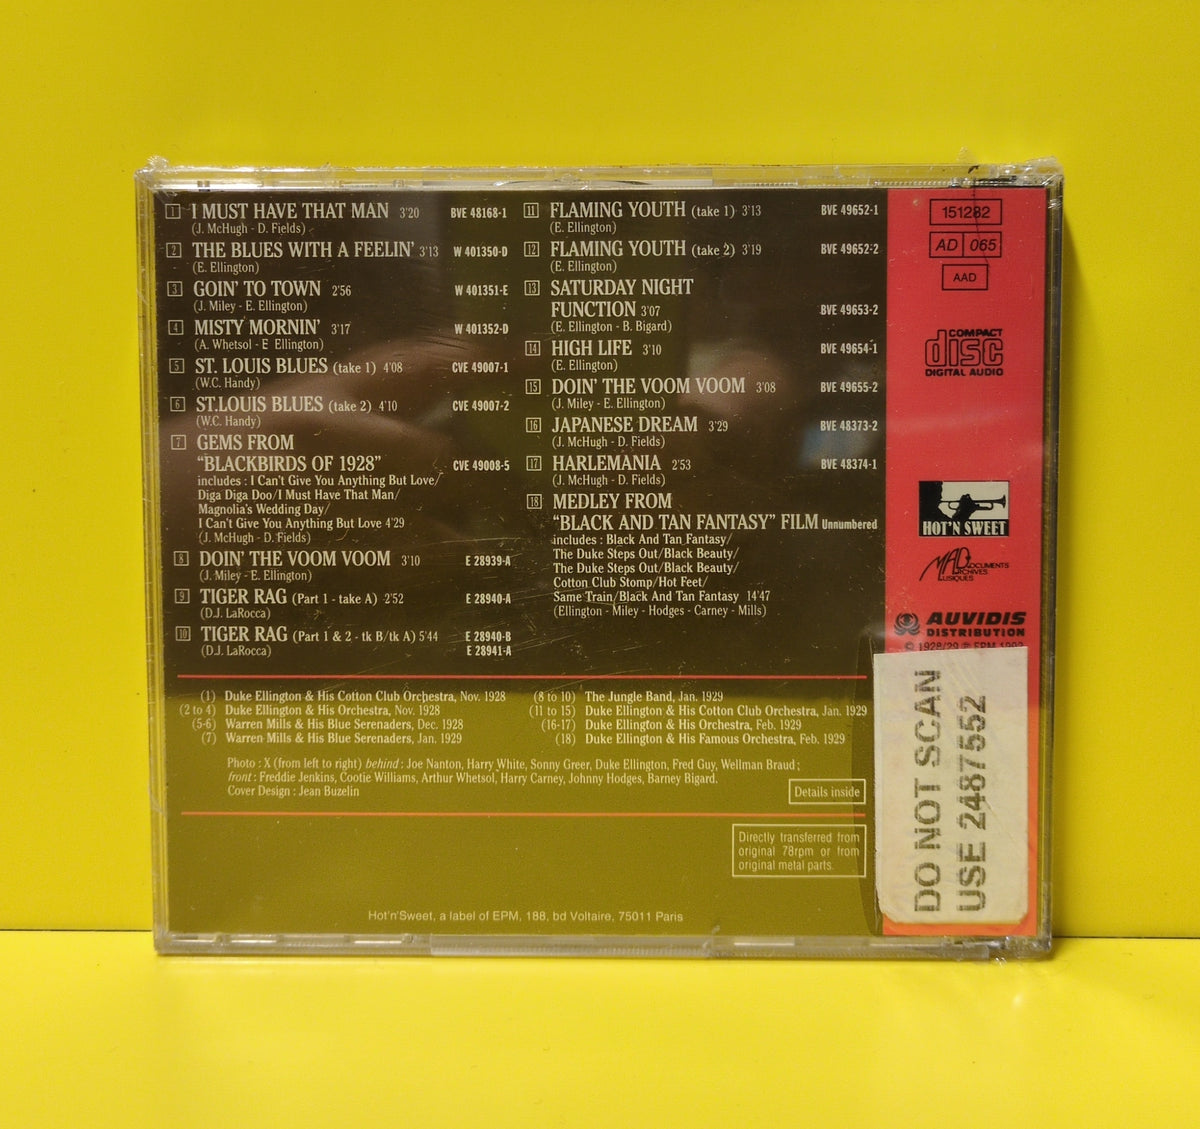 1 I MUST HAVE THAT MAN 3'20 BVE 48168-1
(J. McHugh - D. Fields)
2 THE BLUES WITH A FEELIN' 3'13 W 401350-D
(E. Ellington)
3 GOIN' TO TOWN 2'56 W 401351-E
(J. Miley - E. Ellington)
4 MISTY MORNIN' 3'17 W 401352-D
(A. Whetsol - E Ellington)
5 ST. LOUIS BLUES (take 1) 4'08 CVE 49007-1
(W.C. Handy)
6 ST.LOUIS BLUES (take 2) 4'10 CVE 49007-2
(W.C. Handy)
7 GEMS FROM
"BLACKBIRDS OF 1928" CVE 49008-5
includes : I Can't Give You Anything But Love/
Diga Diga Doo/I Must Have That Man/
Magnolia's Wedding Day/
I Can't Give You Anything But Love 4'29
(J. McHugh - D. Fields)
8 DOIN' THE VOOM VOOM 3'10 E 28939-A
(J. Miley - E. Ellington)
9 TIGER RAG (Part 1 - take A) 2'52 E 28940-A
(D.J. LaRocca)
10 TIGER RAG (Part 1 & 2 - tk B/tk A) 5'44 E 28940-B
(D.J. LaRocca) E 28941-A
11 FLAMING YOUTH (take 1) 3'13 BVE 49652-1
(E. Ellington)
12 FLAMING YOUTH (take 2) 3'19 BVE 49652-2
(E. Ellington)
13 SATURDAY NIGHT
FUNCTION 3'07 BVE 49653-2
(E. Ellington - B. Bigard)
14 HIGH LIFE 3'10 BVE 49654-1
(E. Ellington)
15 DOIN' THE VOOM VOOM 3'08 BVE 49655-2
(J. Miley - E. Ellington)
16 JAPANESE DREAM 3'29 BVE 48373-2
(J. McHugh - D. Fields)
17 HARLEMANIA 2'53 BVE 48374-1
(J. McHugh - D. Fields)
18 MEDLEY FROM
"BLACK AND TAN FANTASY" FILM Unnumbered
includes : Black And Tan Fantasy/
The Duke Steps Out/Black Beauty/
The Duke Steps Out/Black Beauty/
Cotton Club Stomp/Hot Feet/
Same Train/Black And Tan Fantasy 14'47
(Ellington - Miley - Hodges - Carney - Mills)
(1) Duke Ellington & His Cotton Club Orchestra, Nov. 1928
(2 to 4) Duke Ellington & His Orchestra, Nov. 1928
(5-6) Warren Mills & His Blue Serenaders, Dec. 1928
(7) Warren Mills & His Blue Serenaders, Jan. 1929
(8 to 10) The Jungle Band, Jan. 1929
(11 to 15) Duke Ellington & His Cotton Club Orchestra, Jan. 1929
(16-17) Duke Ellington & His Orchestra, Feb. 1929
(18) Duke Ellington & His Famous Orchestra, Feb. 1929
Photo : X (from left to right) behind : Joe Nanton, Harry White, Sonny Greer, Duke Ellington, Fred Guy, Wellman Braud ;
front : Freddie Jenkins, Cootie Williams, Arthur Whetsol, Harry Carney, Johnny Hodges, Barney Bigard.
Cover Design : Jean Buzelin
Details inside
Directly transferred from
original 78rpm or from
original metal parts.
Hot'n'Sweet, a label of EPM, 188, bd Voltaire, 75011 Paris
151282
AD 065
AAD
COMPACT
disc
DIGITAL AUDIO
HOT'N SWEET
MAD
DOCUMENTS
ARCHIVES
MUSIQUES
AUVIDIS
DISTRIBUTION
DO NOT SCAN
USE 2487552